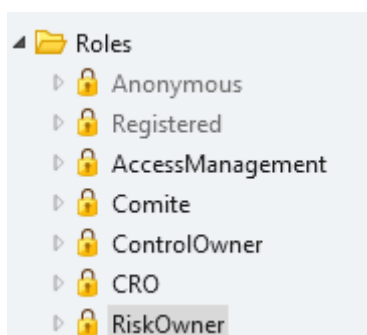 Roles
Anonymous
Registered
AccessManagement
Comite
ControlOwner
CRO
RiskOwner